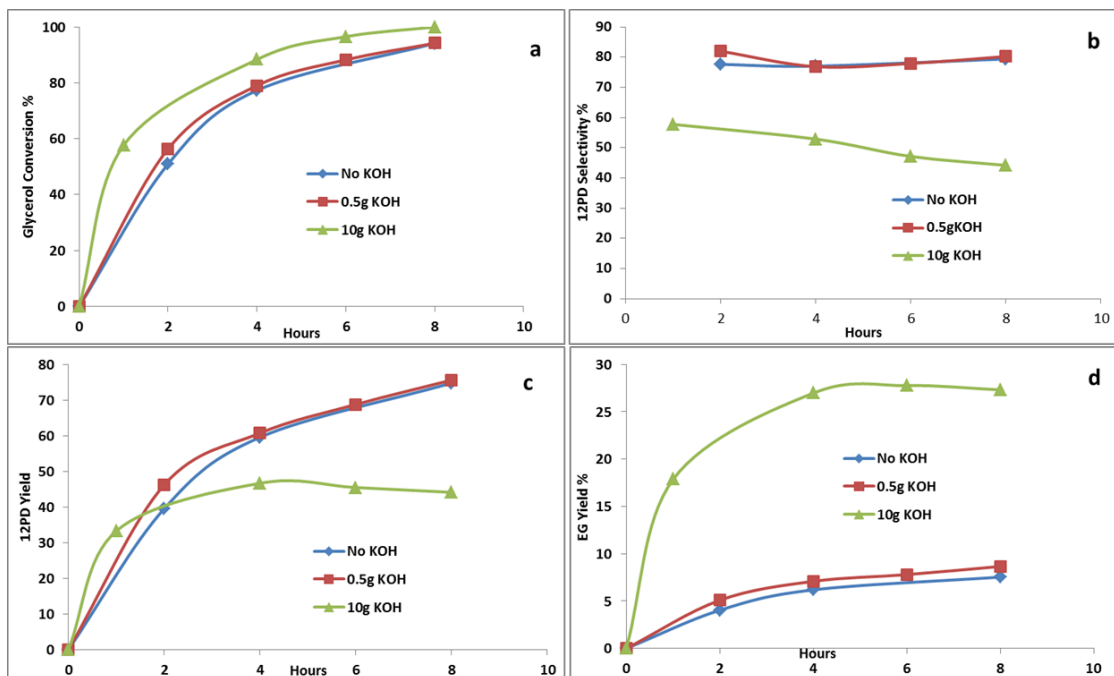 a
Glycerol Conversion %
100
80
60
40
20
0
No KOH
0.5g KOH
10g KOH
0 2 4 6 8 10
Hours
b
12PD Selectivity %
90
80
70
60
50
40
30
20
10
0
No KOH
0.5gKOH
10g KOH
0 2 4 6 8 10
Hours
c
12PD Yield
80
70
60
50
40
30
20
10
0
No KOH
0.5g KOH
10g KOH
0 2 4 6 8 10
Hours
d
EG Yield %
30
25
20
15
10
5
0
No KOH
0.5g KOH
10g KOH
0 2 4 6 8 10
Hours